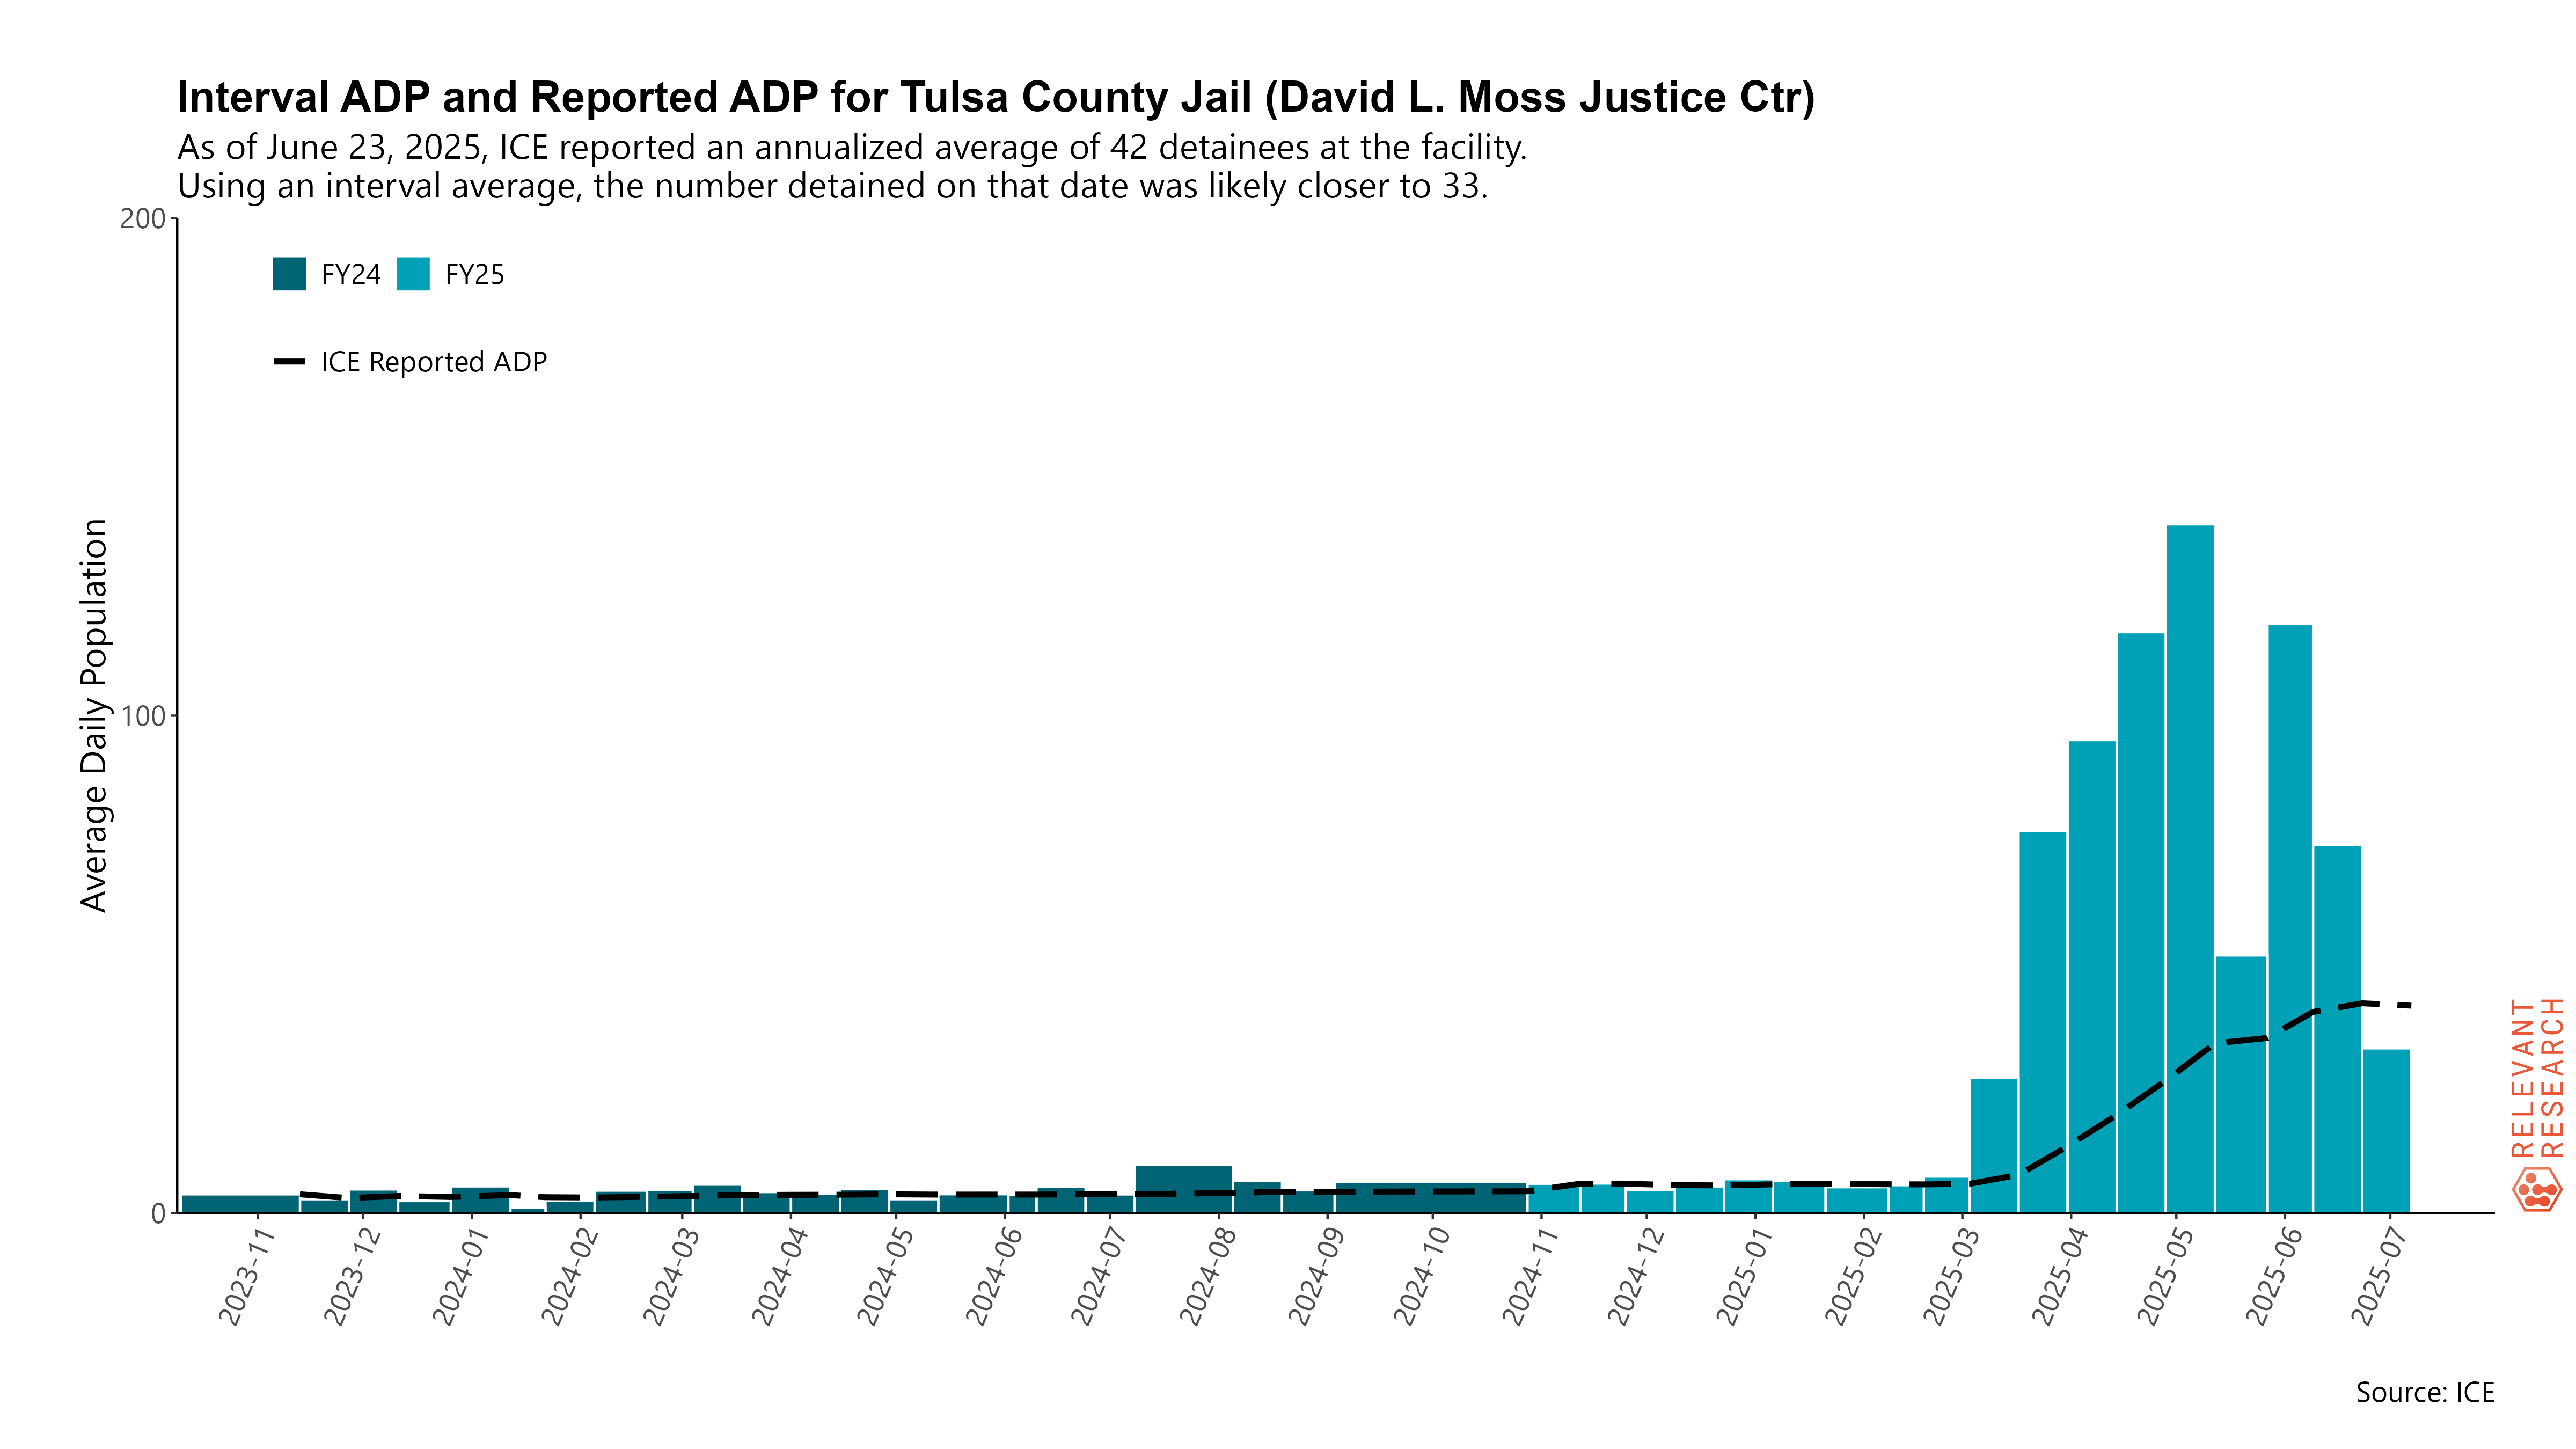 Interval ADP and Reported ADP for Tulsa County Jail (David L. Moss Justice Ctr)
As of June 23, 2025, ICE reported an annualized average of 42 detainees at the facility.
Using an interval average, the number detained on that date was likely closer to 33.
200
FY24 FY25
ICE Reported ADP
Average Daily Population
100
0
2023-11 2023-12 2024-01 2024-02 2024-03 2024-04 2024-05 2024-06 2024-07 2024-08 2024-09 2024-10 2024-11 2024-12 2025-01 2025-02 2025-03 2025-04 2025-05 2025-06 2025-07
RELEVANT
RESEARCH
Source: ICE